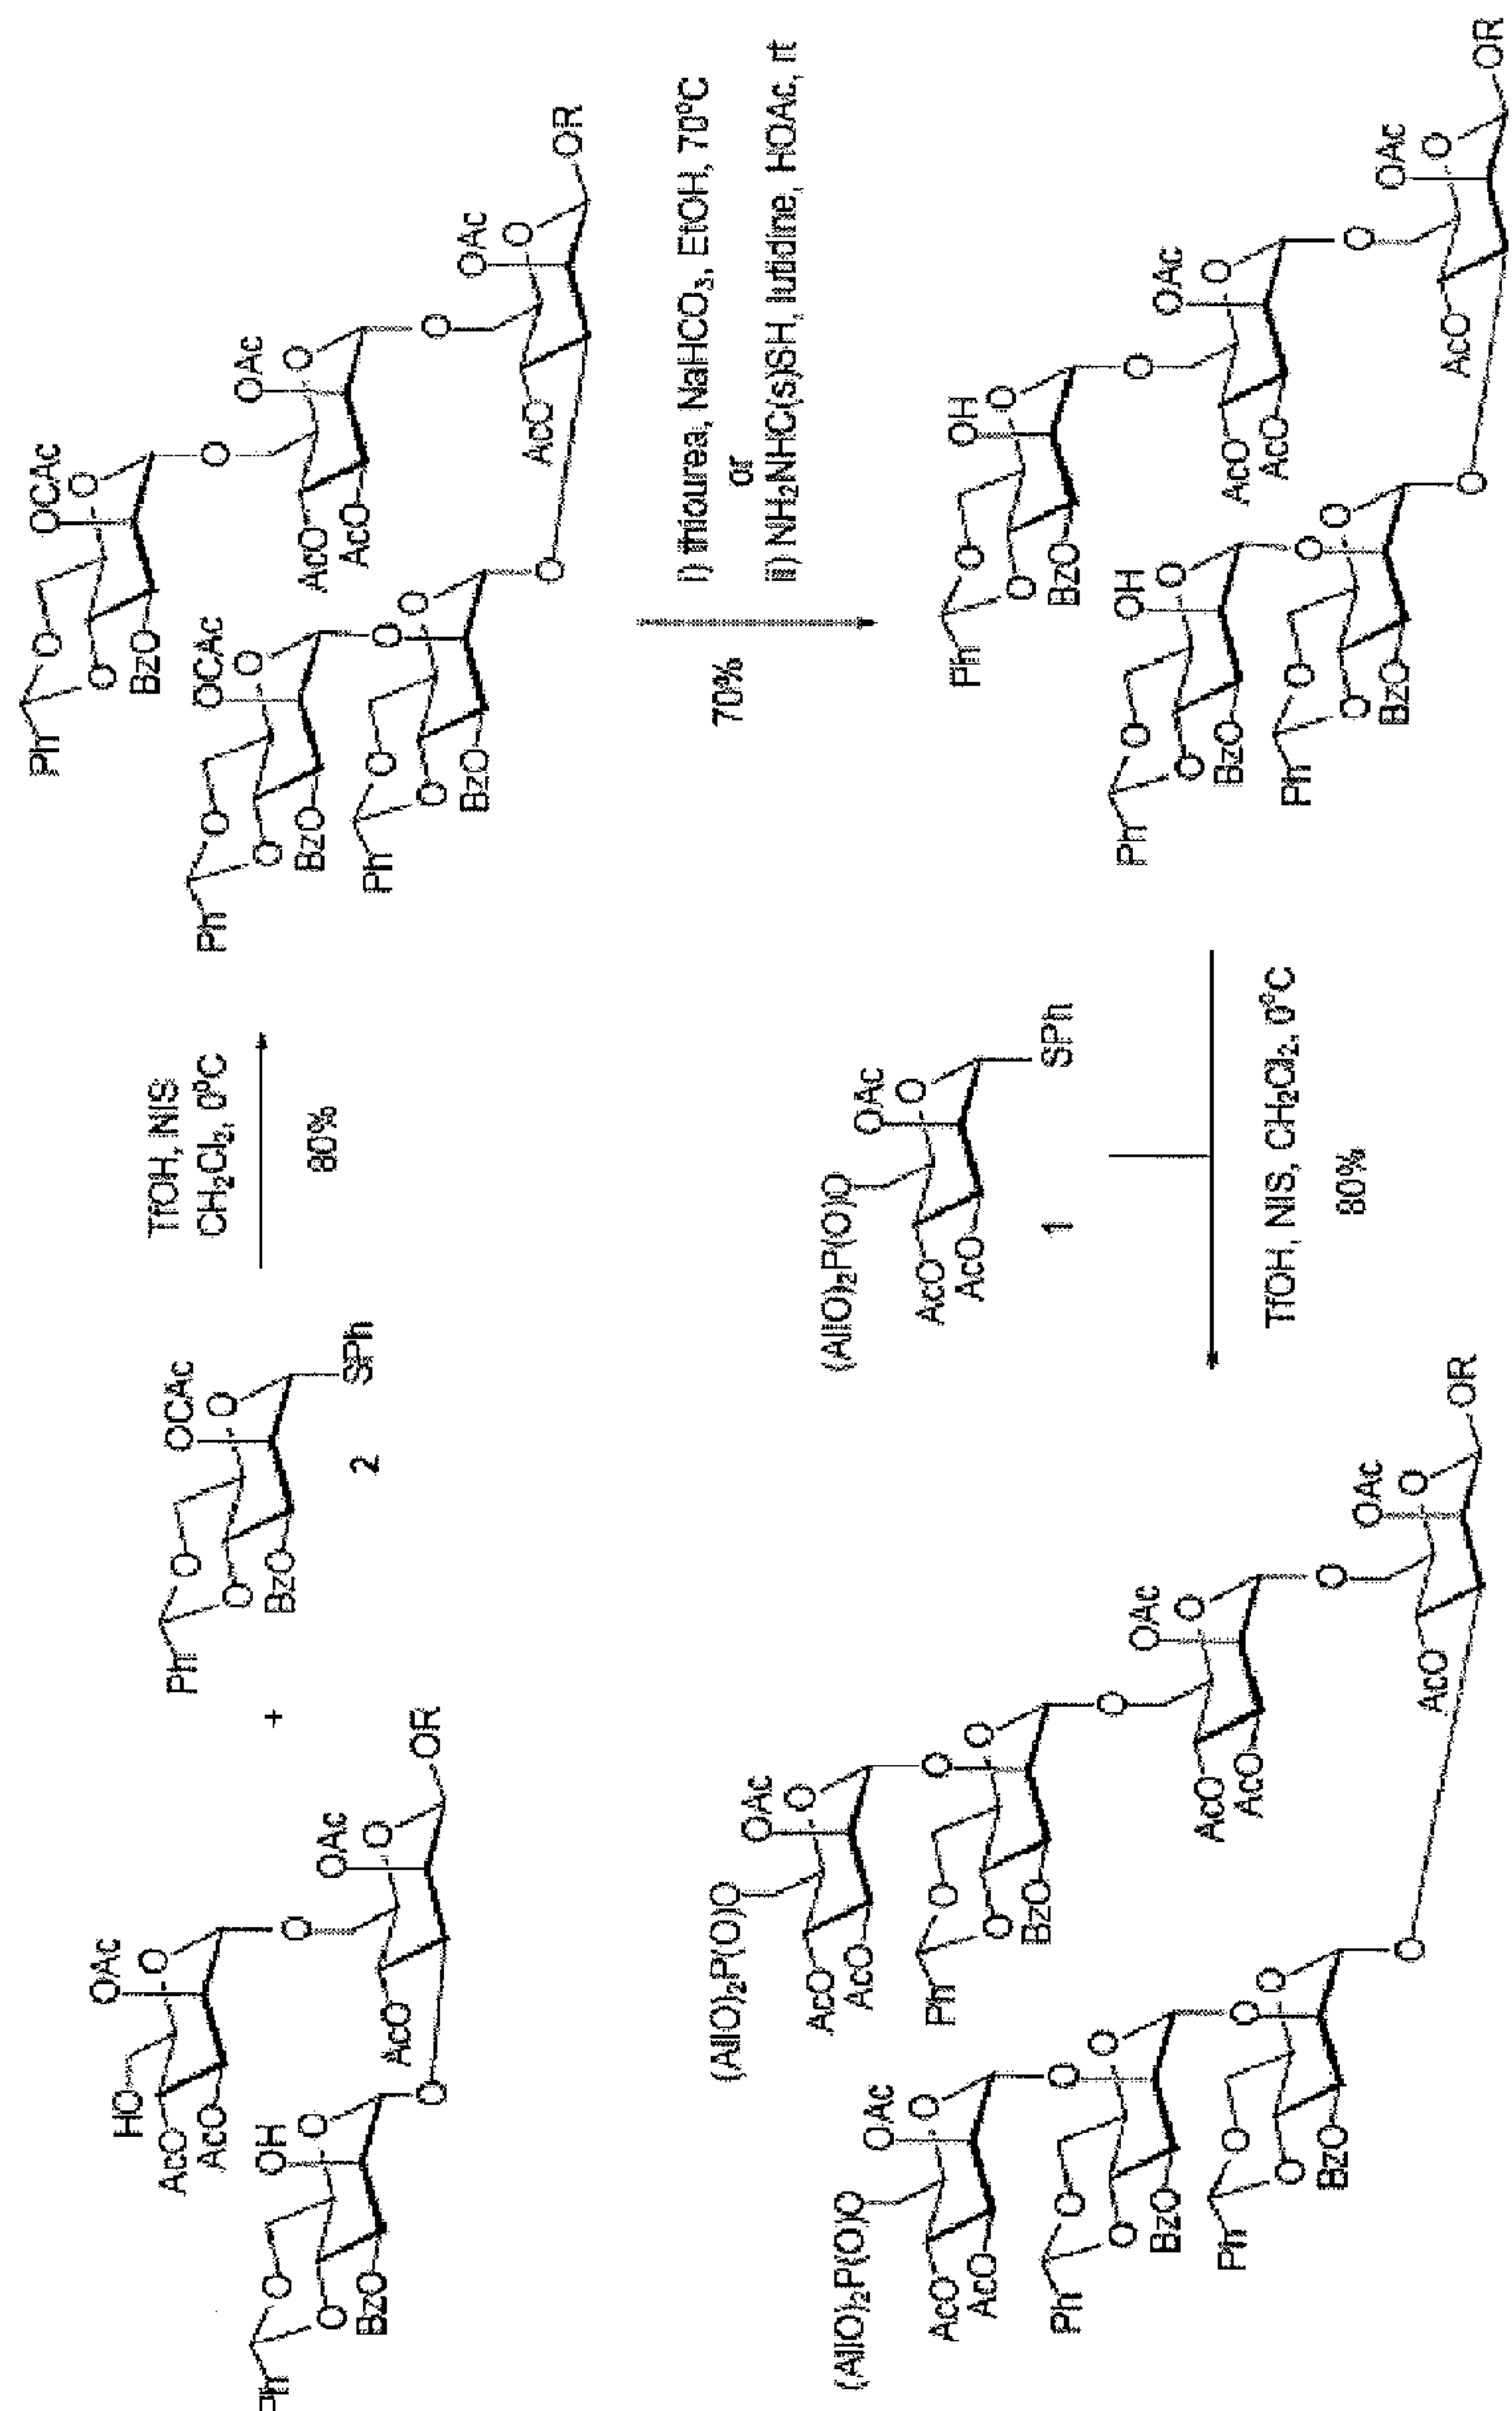 OAc
HO
O
AcO
AcO
O
OAc
OH
O
O
OR
Ph
O
O
BzO
AcO
O
+
OCAc
Ph
O
O
O
BzO
SPh
2
TfOH, NIS
CH₂Cl₂, 0°C
80%
OCAc
Ph
O
O
O
BzO
O
OCAc
OAc
Ph
O
O
O
BzO
O
AcO
AcO
O
OAc
Ph
O
O
O
BzO
O
AcO
O
OR
i) thiourea, NaHCO₃, EtOH, 70°C
or
ii) NH₂NHC(s)SH, lutidine, HOAc, rt
70%
(AllO)₂P(O)O
OAc
O
AcO
AcO
O
(AllO)₂P(O)O
OAc
O
AcO
AcO
O
Ph
O
O
O
BzO
O
OAc
O
AcO
AcO
O
Ph
O
O
O
BzO
O
Ph
O
O
O
BzO
O
OAc
O
AcO
OR
(AllO)₂P(O)O
OAc
O
AcO
AcO
SPh
1
TfOH, NIS, CH₂Cl₂, 0°C
80%
OH
Ph
O
O
O
BzO
O
OH
OAc
Ph
O
O
O
BzO
O
AcO
AcO
O
OAc
Ph
O
O
O
BzO
O
AcO
O
OR